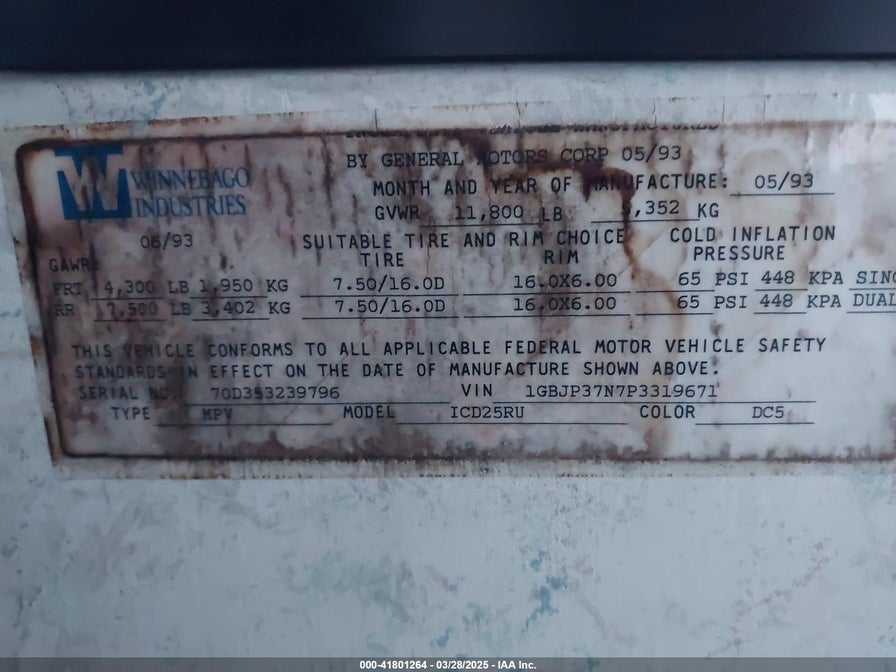 WINNEBAGO
INDUSTRIES
BY GENERAL MOTORS CORP 05/93
MONTH AND YEAR OF MANUFACTURE: 05/93
GVWR 11,800 LB 5,352 KG
06/93 SUITABLE TIRE AND RIM CHOICE COLD INFLATION
GAWR: TIRE RIM PRESSURE
FRT 4,300 LB 1,950 KG 7.50/16.0D 16.0X6.00 65 PSI 448 KPA SING
RR 7,500 LB 3,402 KG 7.50/16.0D 16.0X6.00 65 PSI 448 KPA DUAL
THIS VEHICLE CONFORMS TO ALL APPLICABLE FEDERAL MOTOR VEHICLE SAFETY
STANDARDS IN EFFECT ON THE DATE OF MANUFACTURE SHOWN ABOVE.
SERIAL NO. 70D353239796 VIN 1GBJP37N7P3319671
TYPE MPV MODEL ICD25RU COLOR DC5
000-41801264 - 03/28/2025 - IAA Inc.